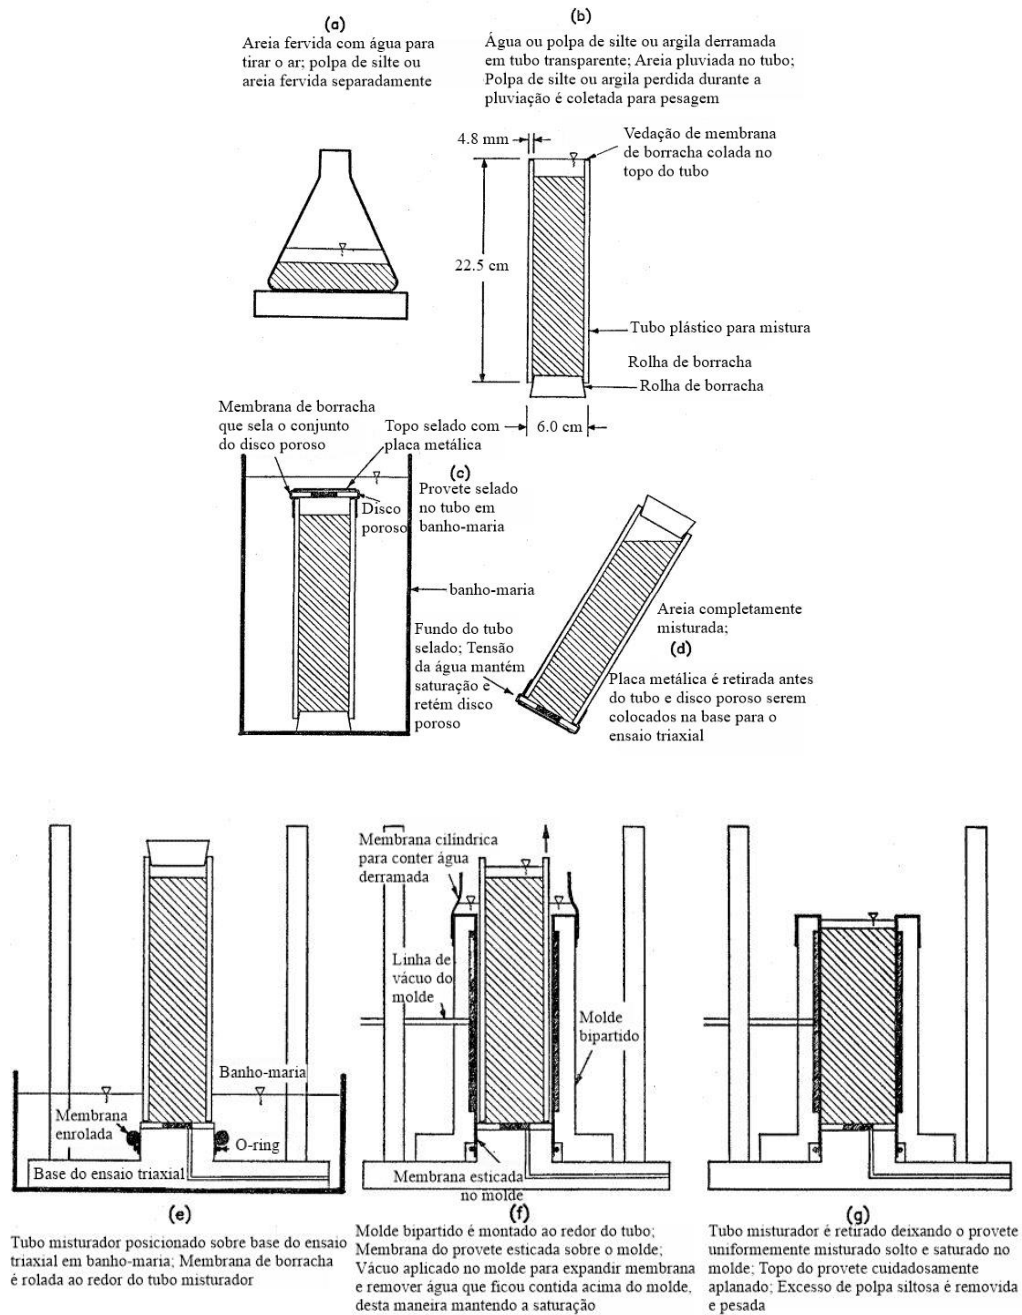 (a)
Areia fervida com água para
tirar o ar; polpa de silte ou
areia fervida separadamente
(b)
Água ou polpa de silte ou argila derramada
em tubo transparente; Areia pluviada no tubo;
Polpa de silte ou argila perdida durante a
pluviação é coletada para pesagem
4.8 mm
Vedação de membrana
de borracha colada no
topo do tubo
22.5 cm
Tubo plástico para mistura
Rolha de borracha
Rolha de borracha
6.0 cm
Membrana de borracha
que sela o conjunto
do disco poroso
Topo selado com
placa metálica
(c)
Provete selado
no tubo em
banho-maria
Disco
poroso
banho-maria
Fundo do tubo
selado; Tensão
da água mantém
saturação e
retém disco
poroso
Areia completamente
misturada;
(d)
Placa metálica é retirada antes
do tubo e disco poroso serem
colocados na base para o
ensaio triaxial
Banho-maria
Membrana
enrolada
O-ring
Base do ensaio triaxial
(e)
Tubo misturador posicionado sobre base do ensaio
triaxial em banho-maria; Membrana de borracha
é rolada ao redor do tubo misturador
Membrana cilíndrica
para conter água
derramada
Linha de
vácuo do
molde
Molde
bipartido
Membrana esticada
no molde
(f)
Molde bipartido é montado ao redor do tubo;
Membrana do provete esticada sobre o molde;
Vácuo aplicado no molde para expandir membrana
e remover água que ficou contida acima do molde,
desta maneira mantendo a saturação
(g)
Tubo misturador é retirado deixando o provete
uniformemente misturado solto e saturado no
molde; Topo do provete cuidadosamente
aplanado; Excesso de polpa siltosa é removida
e pesada